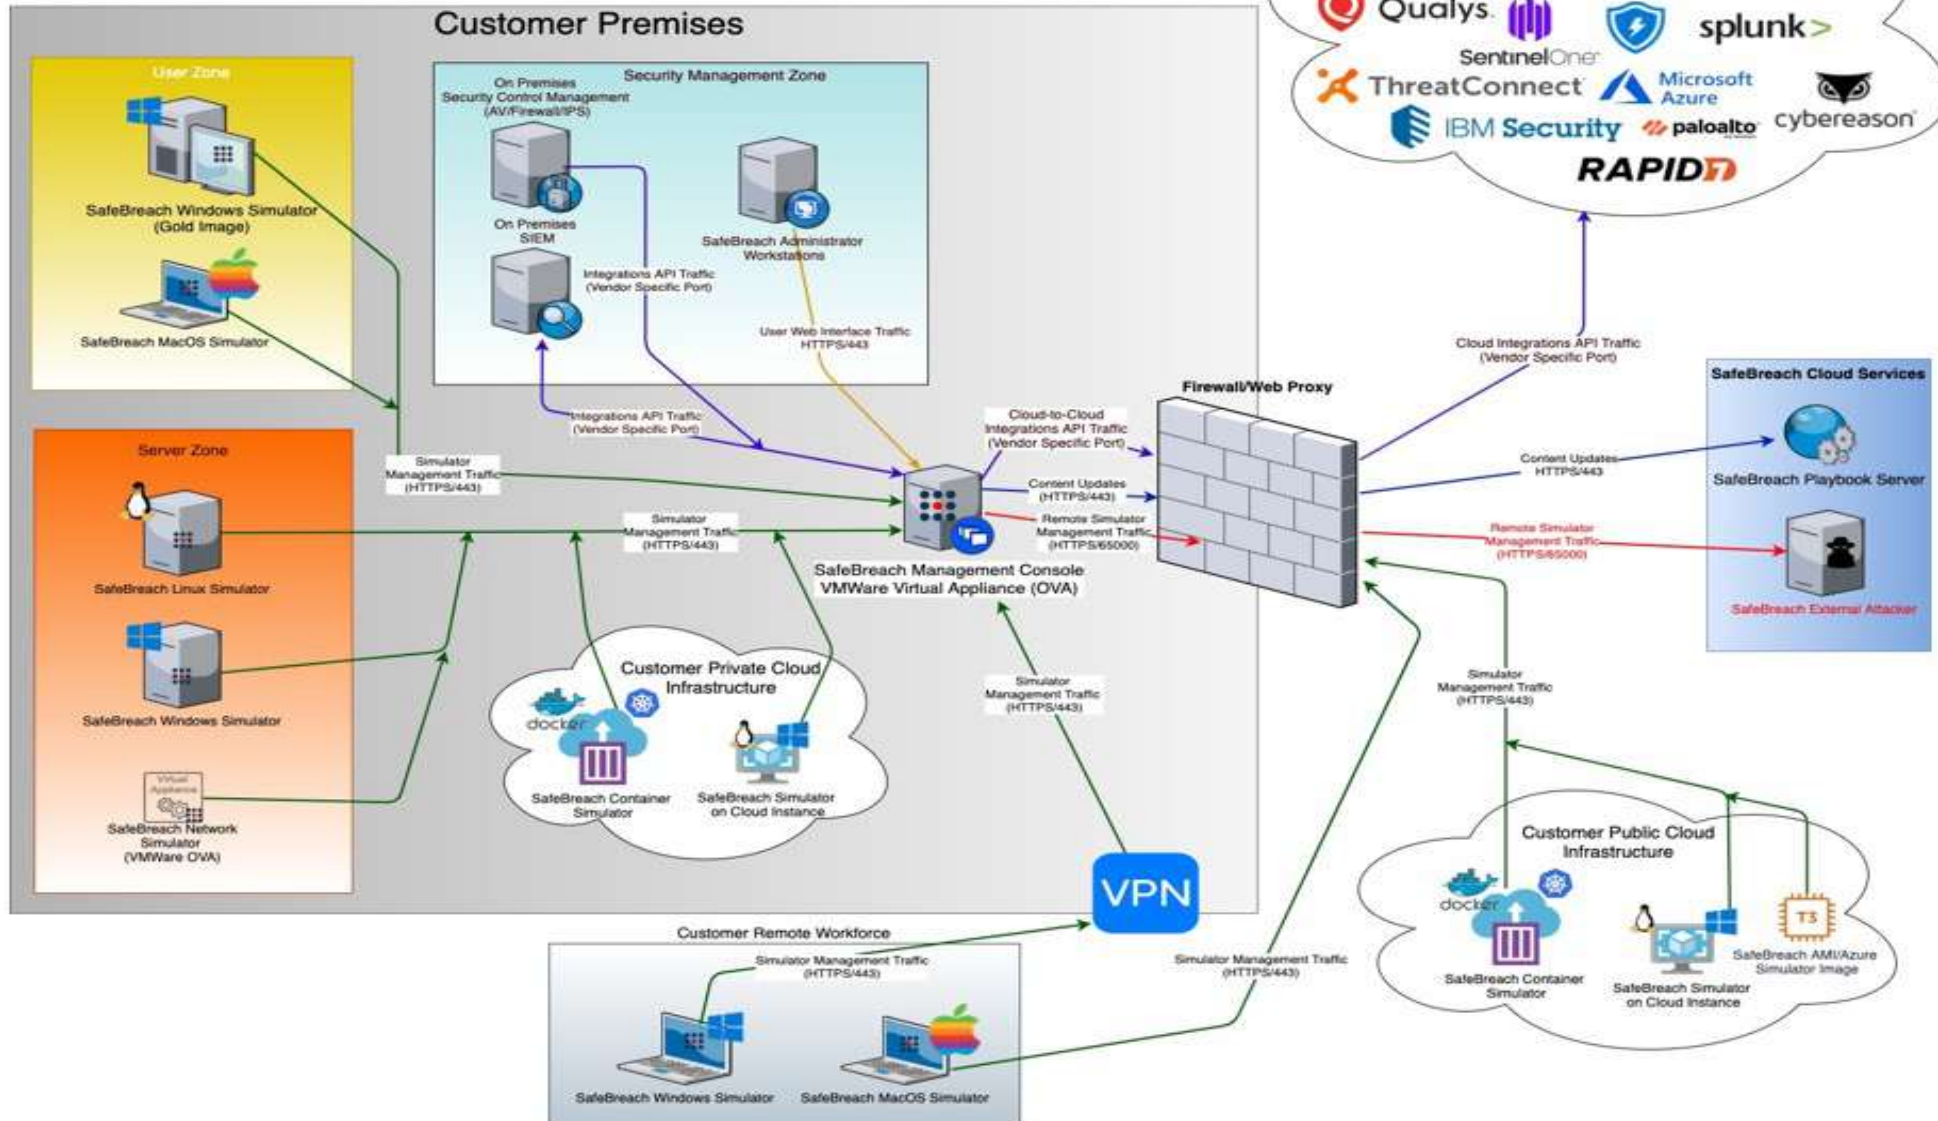 Customer Premises
User Zone
SafeBreach Windows Simulator
(Gold Image)
SafeBreach MacOS Simulator
Server Zone
SafeBreach Linux Simulator
SafeBreach Windows Simulator
Virtual
Appliance
SafeBreach Network
Simulator
(VMWare OVA)
Security Management Zone
On Premises
Security Control Management
(AV/Firewall/IPS)
On Premises
SIEM
SafeBreach Administrator
Workstations
Integrations API Traffic
(Vendor Specific Port)
User Web Interface Traffic
HTTPS/443
Integrations API Traffic
(Vendor Specific Port)
Simulator
Management Traffic
(HTTPS/443)
Simulator
Management Traffic
(HTTPS/443)
Cloud-to-Cloud
Integrations API Traffic
(Vendor Specific Port)
Content Updates
(HTTPS/443)
Remote Simulator
Management Traffic
(HTTPS/65000)
SafeBreach Management Console
VMWare Virtual Appliance (OVA)
Customer Private Cloud
Infrastructure
docker
SafeBreach Container
Simulator
SafeBreach Simulator
on Cloud Instance
Simulator
Management Traffic
(HTTPS/443)
VPN
Customer Remote Workforce
Simulator Management Traffic
(HTTPS/443)
SafeBreach Windows Simulator
SafeBreach MacOS Simulator
Simulator Management Traffic
(HTTPS/443)
Firewall/Web Proxy
Qualys.
SentinelOne
splunk>
ThreatConnect
Microsoft
Azure
cybereason
IBM Security
paloalto
RAPID7
Cloud Integrations API Traffic
(Vendor Specific Port)
SafeBreach Cloud Services
Content Updates
HTTPS/443
SafeBreach Playbook Server
Remote Simulator
Management Traffic
(HTTPS/65000)
SafeBreach External Attacker
Simulator
Management Traffic
(HTTPS/443)
Customer Public Cloud
Infrastructure
docker
T3
SafeBreach Container
Simulator
SafeBreach Simulator
on Cloud Instance
SafeBreach AMI/Azure
Simulator Image